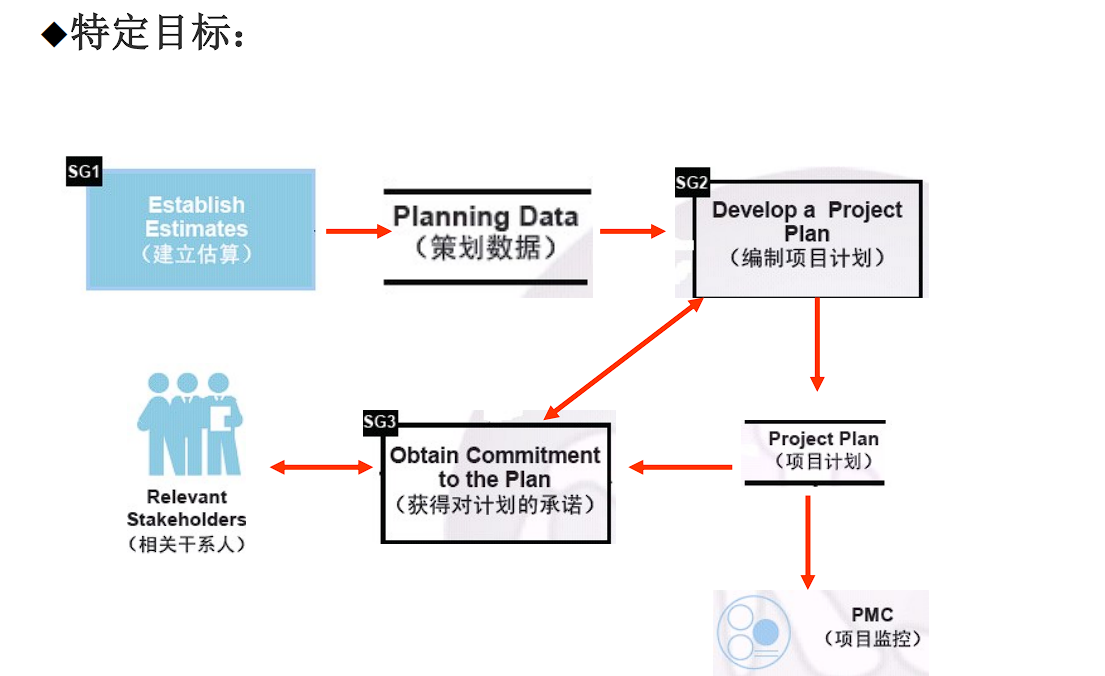 ◆特定目标：
SG1
Establish
Estimates
（建立估算）
Planning Data
（策划数据）
SG2
Develop a Project
Plan
（编制项目计划）
Relevant
Stakeholders
（相关干系人）
SG3
Obtain Commitment
to the Plan
（获得对计划的承诺）
Project Plan
（项目计划）
PMC
（项目监控）